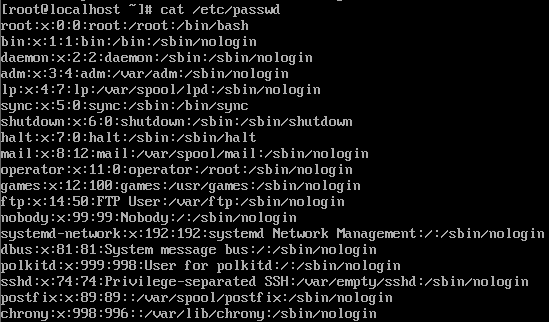 [root@localhost ~]# cat /etc/passwd
root:x:0:0:root:/root:/bin/bash
bin:x:1:1:bin:/bin:/sbin/nologin
daemon:x:2:2:daemon:/sbin:/sbin/nologin
adm:x:3:4:adm:/var/adm:/sbin/nologin
lp:x:4:7:lp:/var/spool/lpd:/sbin/nologin
sync:x:5:0:sync:/sbin:/bin/sync
shutdown:x:6:0:shutdown:/sbin:/sbin/shutdown
halt:x:7:0:halt:/sbin:/sbin/halt
mail:x:8:12:mail:/var/spool/mail:/sbin/nologin
operator:x:11:0:operator:/root:/sbin/nologin
games:x:12:100:games:/usr/games:/sbin/nologin
ftp:x:14:50:FTP User:/var/ftp:/sbin/nologin
nobody:x:99:99:Nobody:/:/sbin/nologin
systemd-network:x:192:192:systemd Network Management:/:/sbin/nologin
dbus:x:81:81:System message bus:/:/sbin/nologin
polkitd:x:999:998:User for polkitd:/:/sbin/nologin
sshd:x:74:74:Privilege-separated SSH:/var/empty/sshd:/sbin/nologin
postfix:x:89:89::/var/spool/postfix:/sbin/nologin
chrony:x:998:996::/var/lib/chrony:/sbin/nologin